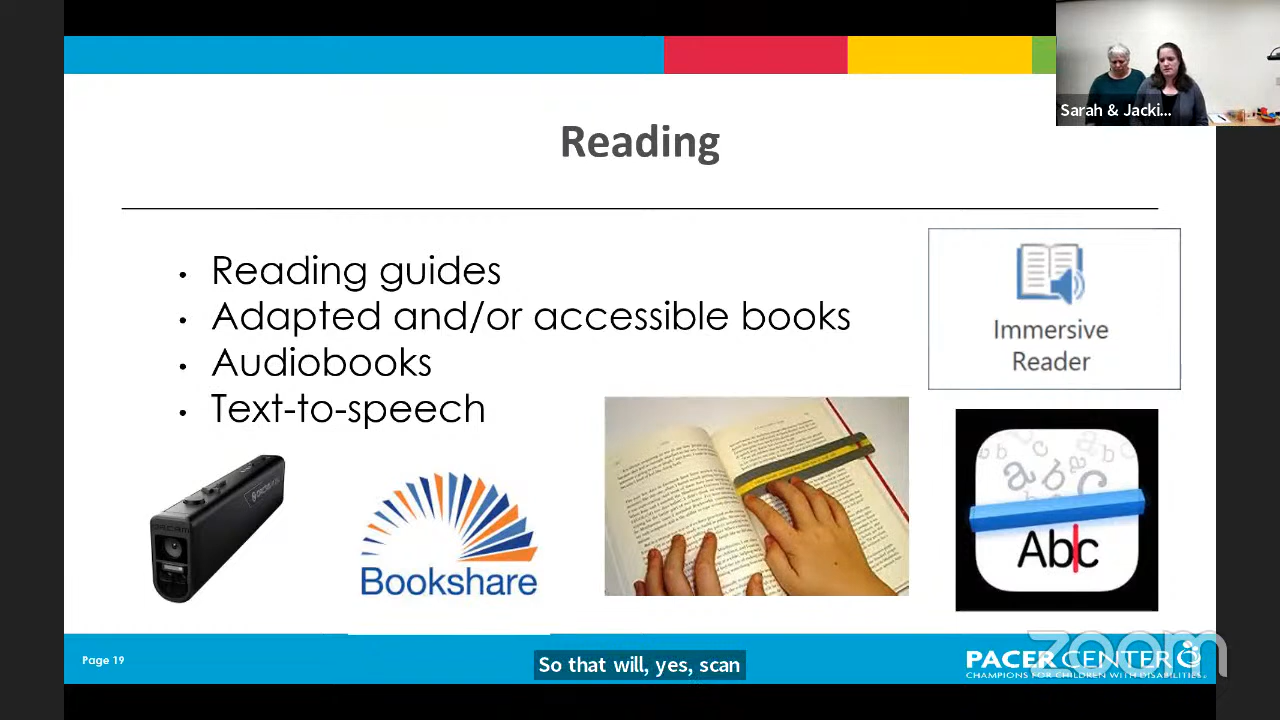 Sarah & Jacki...
Reading
Reading guides
Adapted and/or accessible books
Audiobooks
Text-to-speech
Immersive
Reader
ORCAM
Bookshare
Abc
Page 19
So that will, yes, scan
zoom
PACER CENTER
CHAMPIONS FOR CHILDREN WITH DISABILITIES